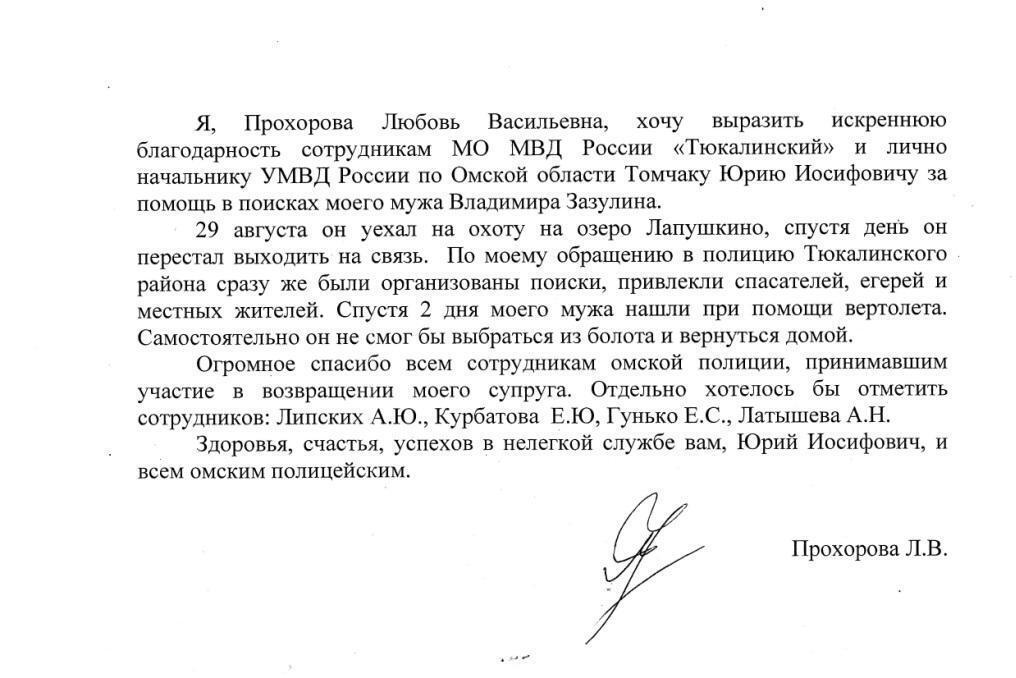 Я, Прохорова Любовь Васильевна, хочу выразить искреннюю
благодарность сотрудникам МО МВД России «Тюкалинский» и лично
начальнику УМВД России по Омской области Томчаку Юрию Иосифовичу за
помощь в поисках моего мужа Владимира Зазулина.
29 августа он уехал на охоту на озеро Лапушкино, спустя день он
перестал выходить на связь. По моему обращению в полицию Тюкалинского
района сразу же были организованы поиски, привлекли спасателей, егерей и
местных жителей. Спустя 2 дня моего мужа нашли при помощи вертолета.
Самостоятельно он не смог бы выбраться из болота и вернуться домой.
Огромное спасибо всем сотрудникам омской полиции, принимавшим
участие в возвращении моего супруга. Отдельно хотелось бы отметить
сотрудников: Липских А.Ю., Курбатова Е.Ю, Гунько Е.С., Латышева А.Н.
Здоровья, счастья, успехов в нелегкой службе вам, Юрий Иосифович, и
всем омским полицейским.
Прохорова Л.В.